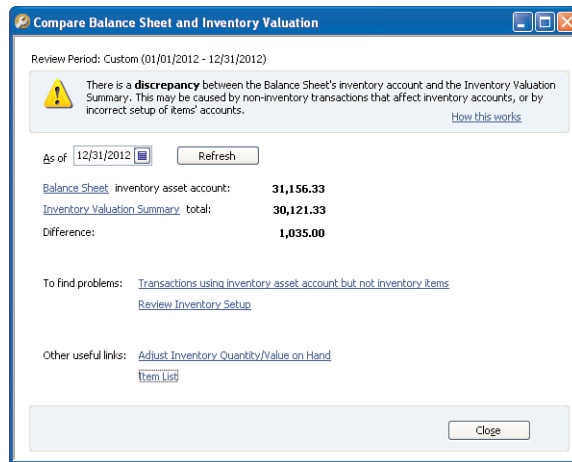 Compare Balance Sheet and Inventory Valuation
Review Period: Custom (01/01/2012 - 12/31/2012)
There is a discrepancy between the Balance Sheet's inventory account and the Inventory Valuation
Summary. This may be caused by non-inventory transactions that affect inventory accounts, or by
incorrect setup of items' accounts.
How this works
As of 12/31/2012 Refresh
Balance Sheet inventory asset account: 31,156.33
Inventory Valuation Summary total: 30,121.33
Difference: 1,035.00
To find problems: Transactions using inventory asset account but not inventory items
Review Inventory Setup
Other useful links: Adjust Inventory Quantity/Value on Hand
Item List
Close